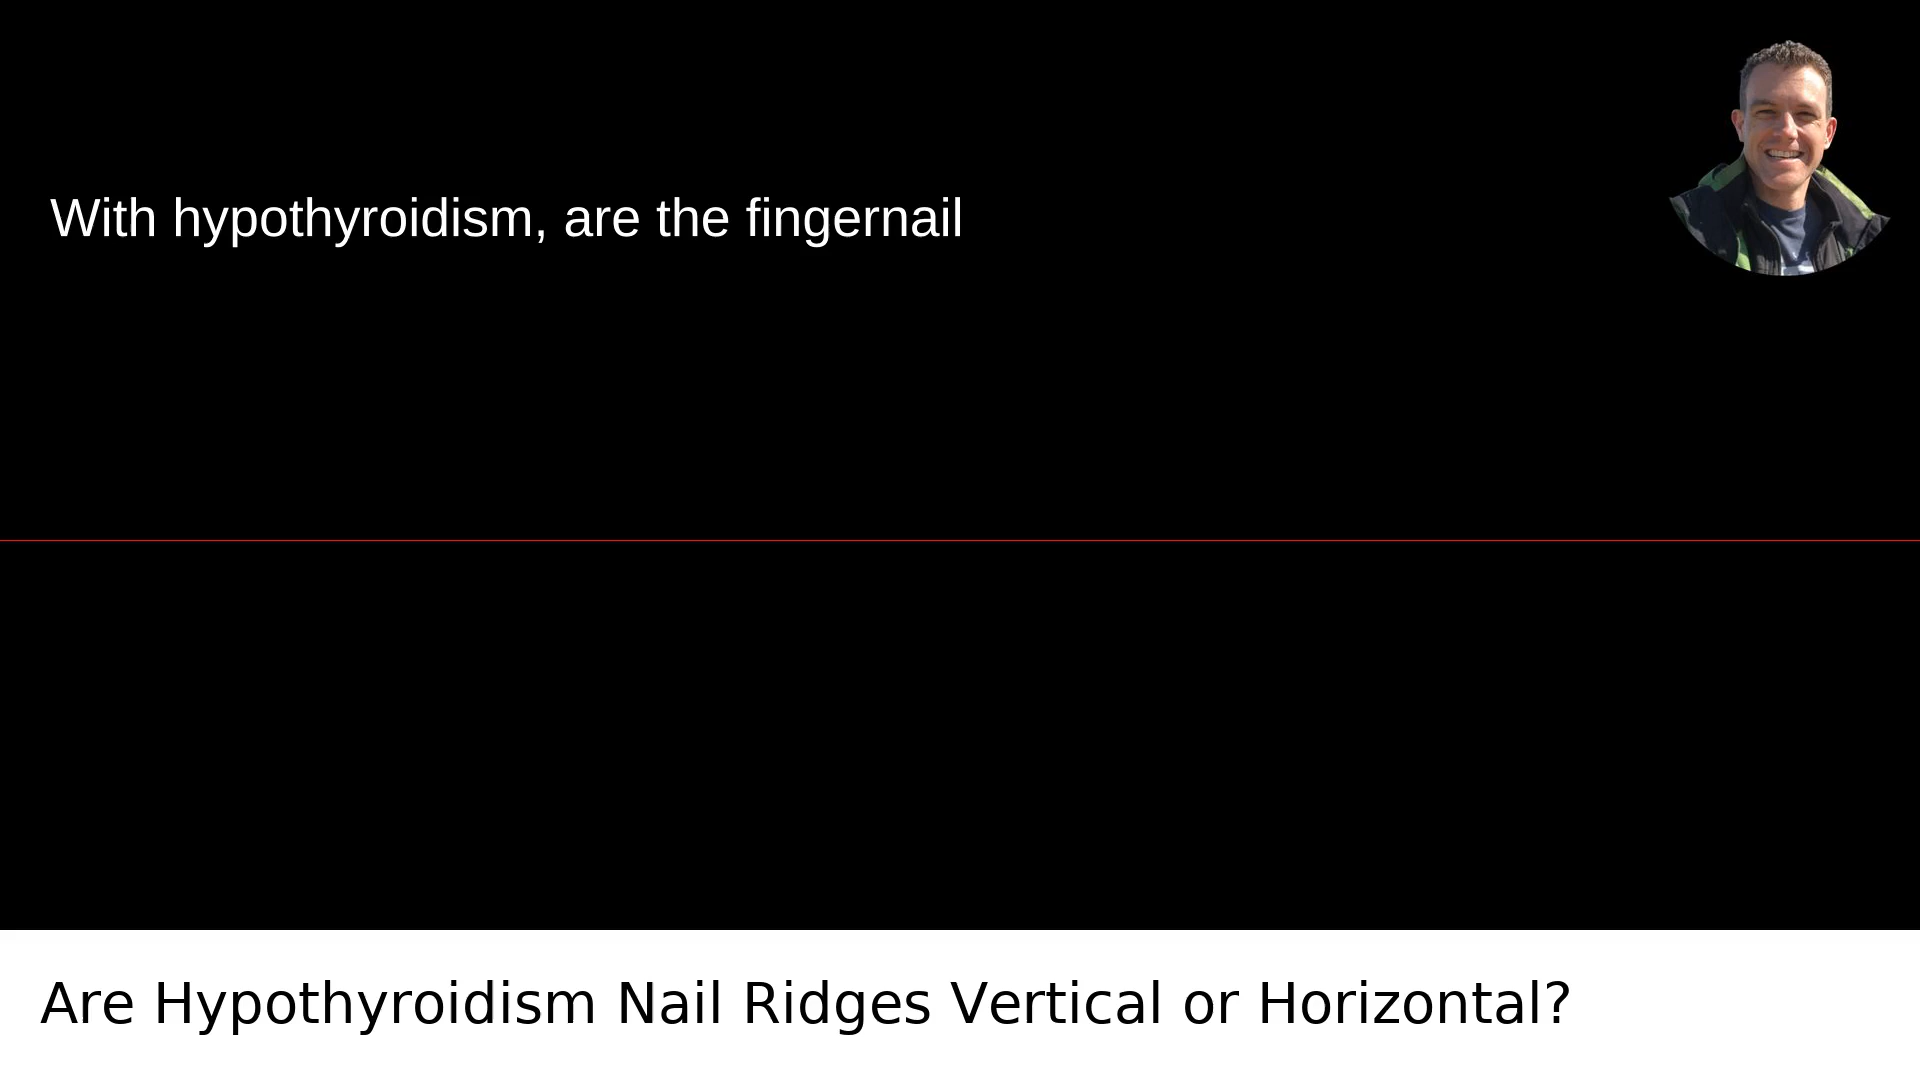 With hypothyroidism, are the fingernail
Are Hypothyroidism Nail Ridges Vertical or Horizontal?